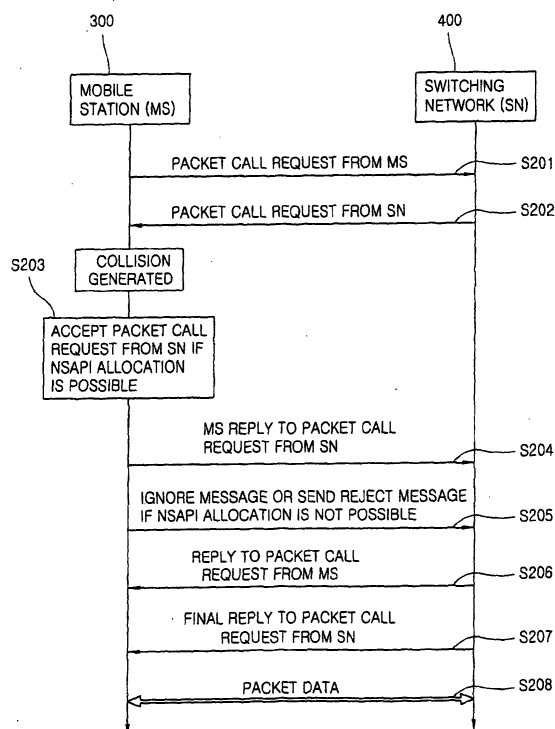 300
400
MOBILE
STATION (MS)
SWITCHING
NETWORK (SN)
PACKET CALL REQUEST FROM MS
S201
PACKET CALL REQUEST FROM SN
S202
S203
COLLISION
GENERATED
ACCEPT PACKET CALL
REQUEST FROM SN IF
NSAPI ALLOCATION
IS POSSIBLE
MS REPLY TO PACKET CALL
REQUEST FROM SN
S204
IGNORE MESSAGE OR SEND REJECT MESSAGE
IF NSAPI ALLOCATION IS NOT POSSIBLE
S205
REPLY TO PACKET CALL
REQUEST FROM MS
S206
FINAL REPLY TO PACKET CALL
REQUEST FROM SN
S207
PACKET DATA
S208